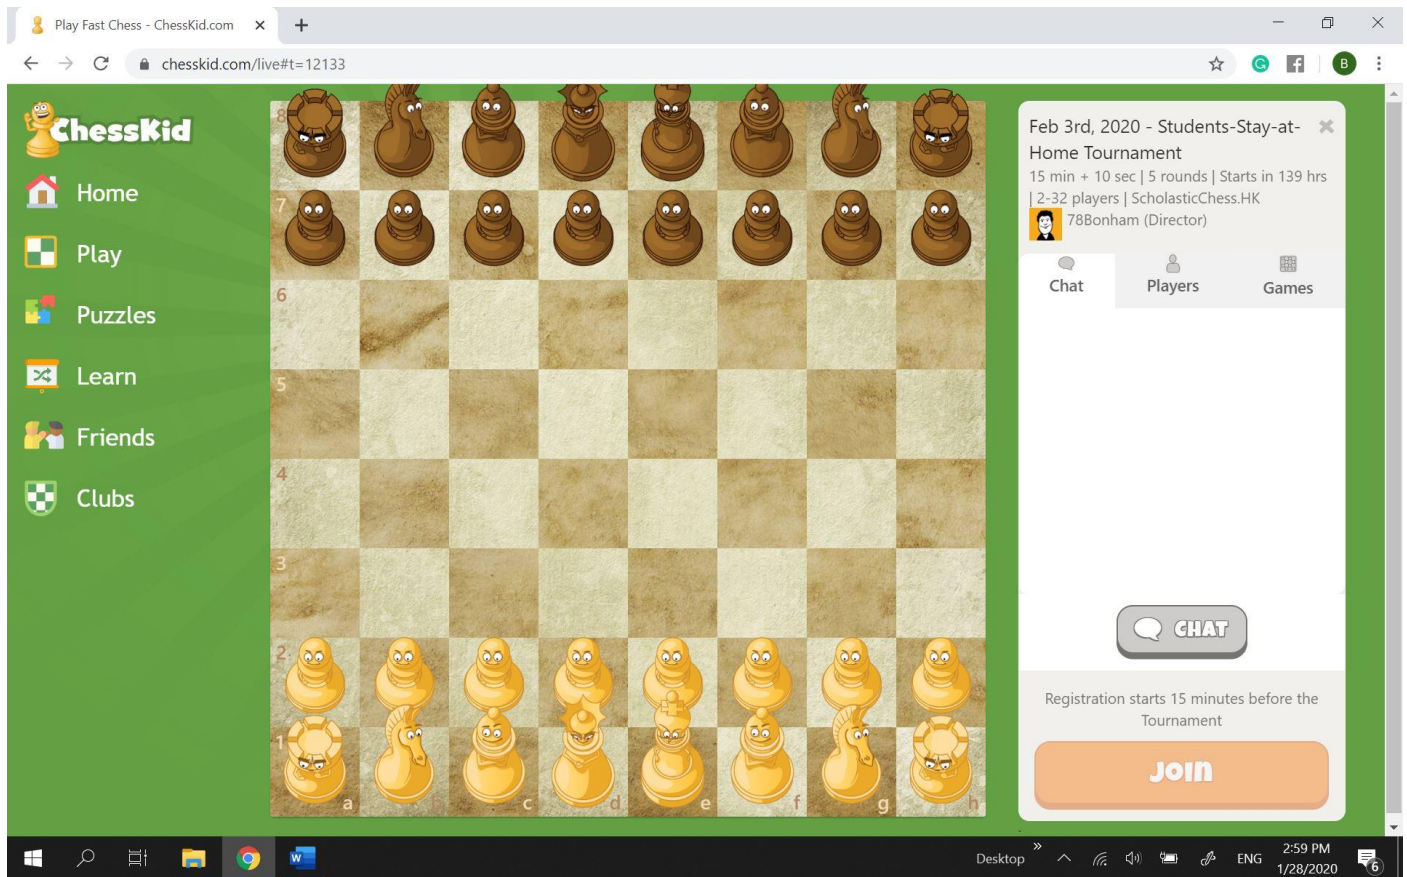 Play Fast Chess - ChessKid.com
chesskid.com/live#t=12133
B
ChessKid
Home
Play
Puzzles
Learn
Friends
Clubs
8
7
6
5
4
3
2
1
a b c d e f g h
Feb 3rd, 2020 - Students-Stay-at-
Home Tournament
15 min + 10 sec | 5 rounds | Starts in 139 hrs
| 2-32 players | ScholasticChess.HK
78Bonham (Director)
Chat Players Games
CHAT
Registration starts 15 minutes before the
Tournament
JOIN
Desktop ENG 2:59 PM
1/28/2020
6